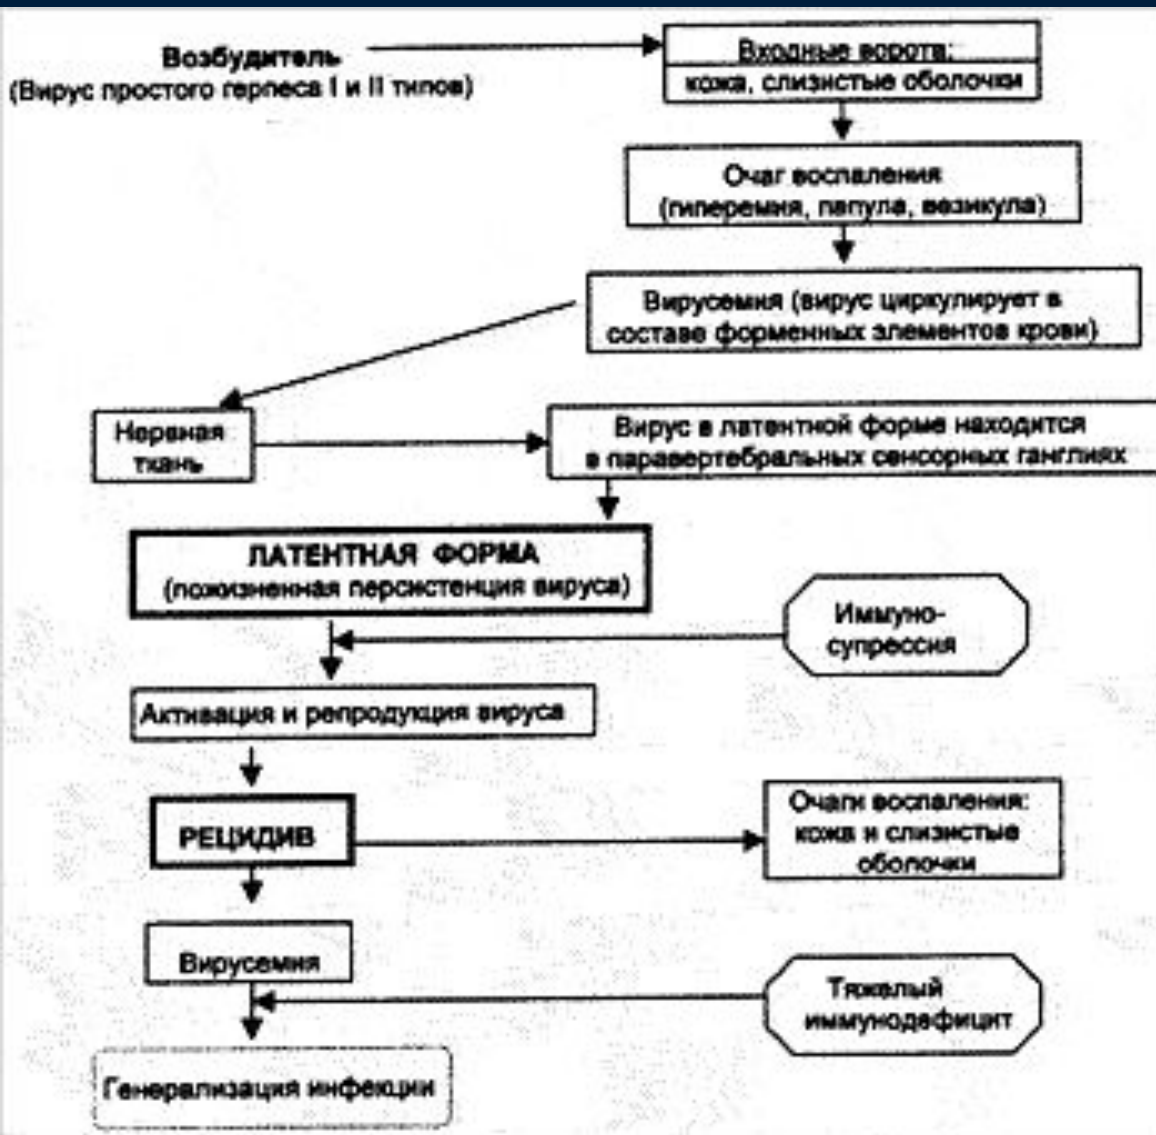 Возбудитель
(Вирус простого герпеса I и II типов)
Входные ворота:
кожа, слизистые оболочки
Очаг воспаления
(гиперемия, папула, везикула)
Вирусемия (вирус циркулирует в
составе форменных элементов крови)
Нервная
ткань
Вирус в латентной форме находится
в паравертебральных сенсорных ганглиях
ЛАТЕНТНАЯ ФОРМА
(пожизненная персистенция вируса)
Иммуно-
супрессия
Активация и репродукция вируса
РЕЦИДИВ
Очаги воспаления:
кожа и слизистые
оболочки
Вирусемия
Тяжелый
иммунодефицит
Генерализация инфекции